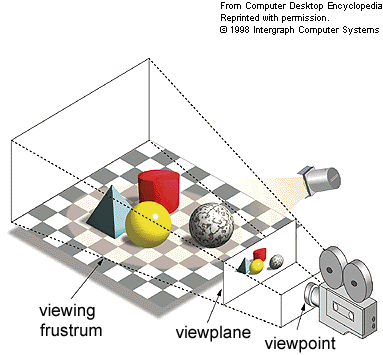 From Computer Desktop Encyclopedia
Reprinted with permission.
© 1998 Intergraph Computer Systems
viewing
frustrum
viewplane
viewpoint